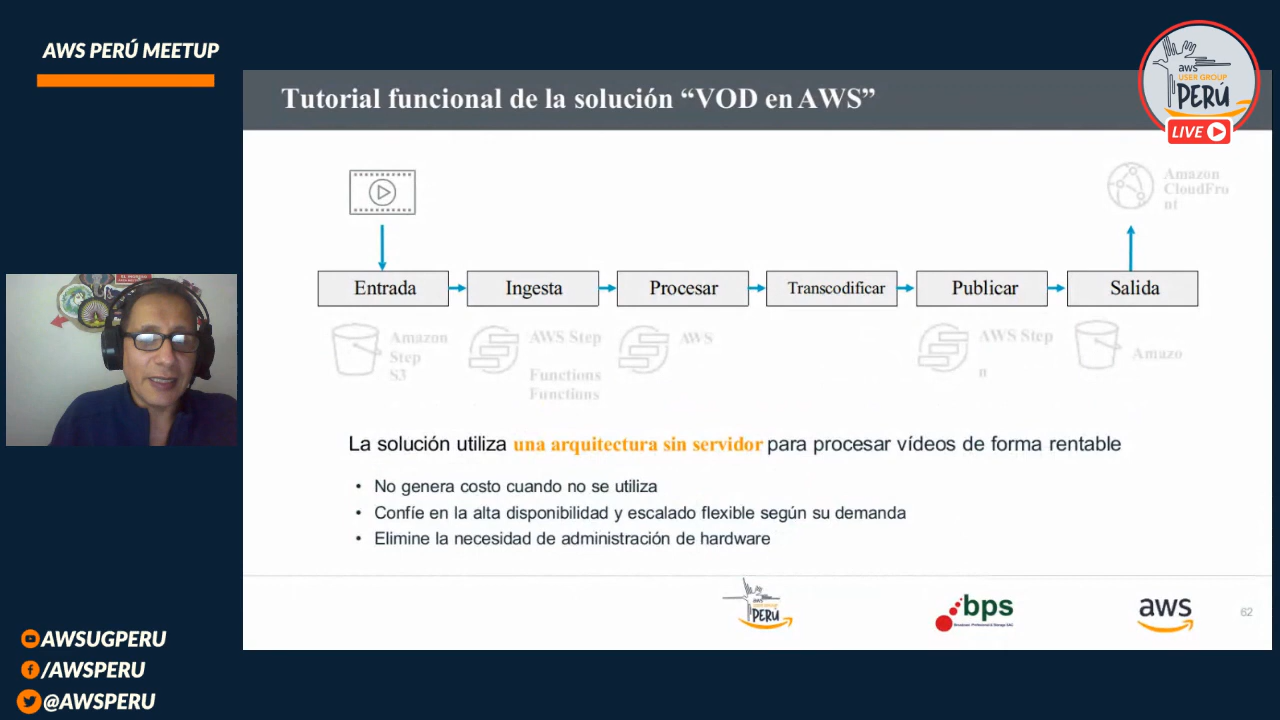 AWS PERÚ MEETUP
aws
USER GROUP
PERÚ
LIVE
Tutorial funcional de la solución “VOD en AWS”
Amazon
CloudFro
nt
Entrada
Ingesta
Procesar
Transcodificar
Publicar
Salida
Amazon
Step
S3
AWS Step
Functions
Functions
AWS
AWS Step
n
Amazo
La solución utiliza una arquitectura sin servidor para procesar vídeos de forma rentable
• No genera costo cuando no se utiliza
• Confíe en la alta disponibilidad y escalado flexible según su demanda
• Elimine la necesidad de administración de hardware
aws
PERÚ
bps
aws
62
AWSUGPERU
/AWSPERU
@AWSPERU